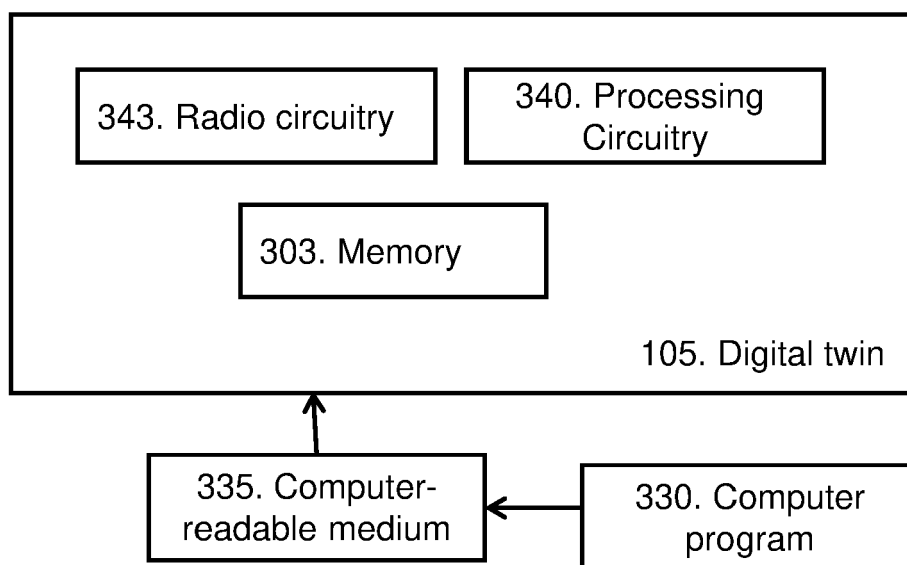 343. Radio circuitry
340. Processing
Circuitry
303. Memory
105. Digital twin
335. Computer-
readable medium
330. Computer
program